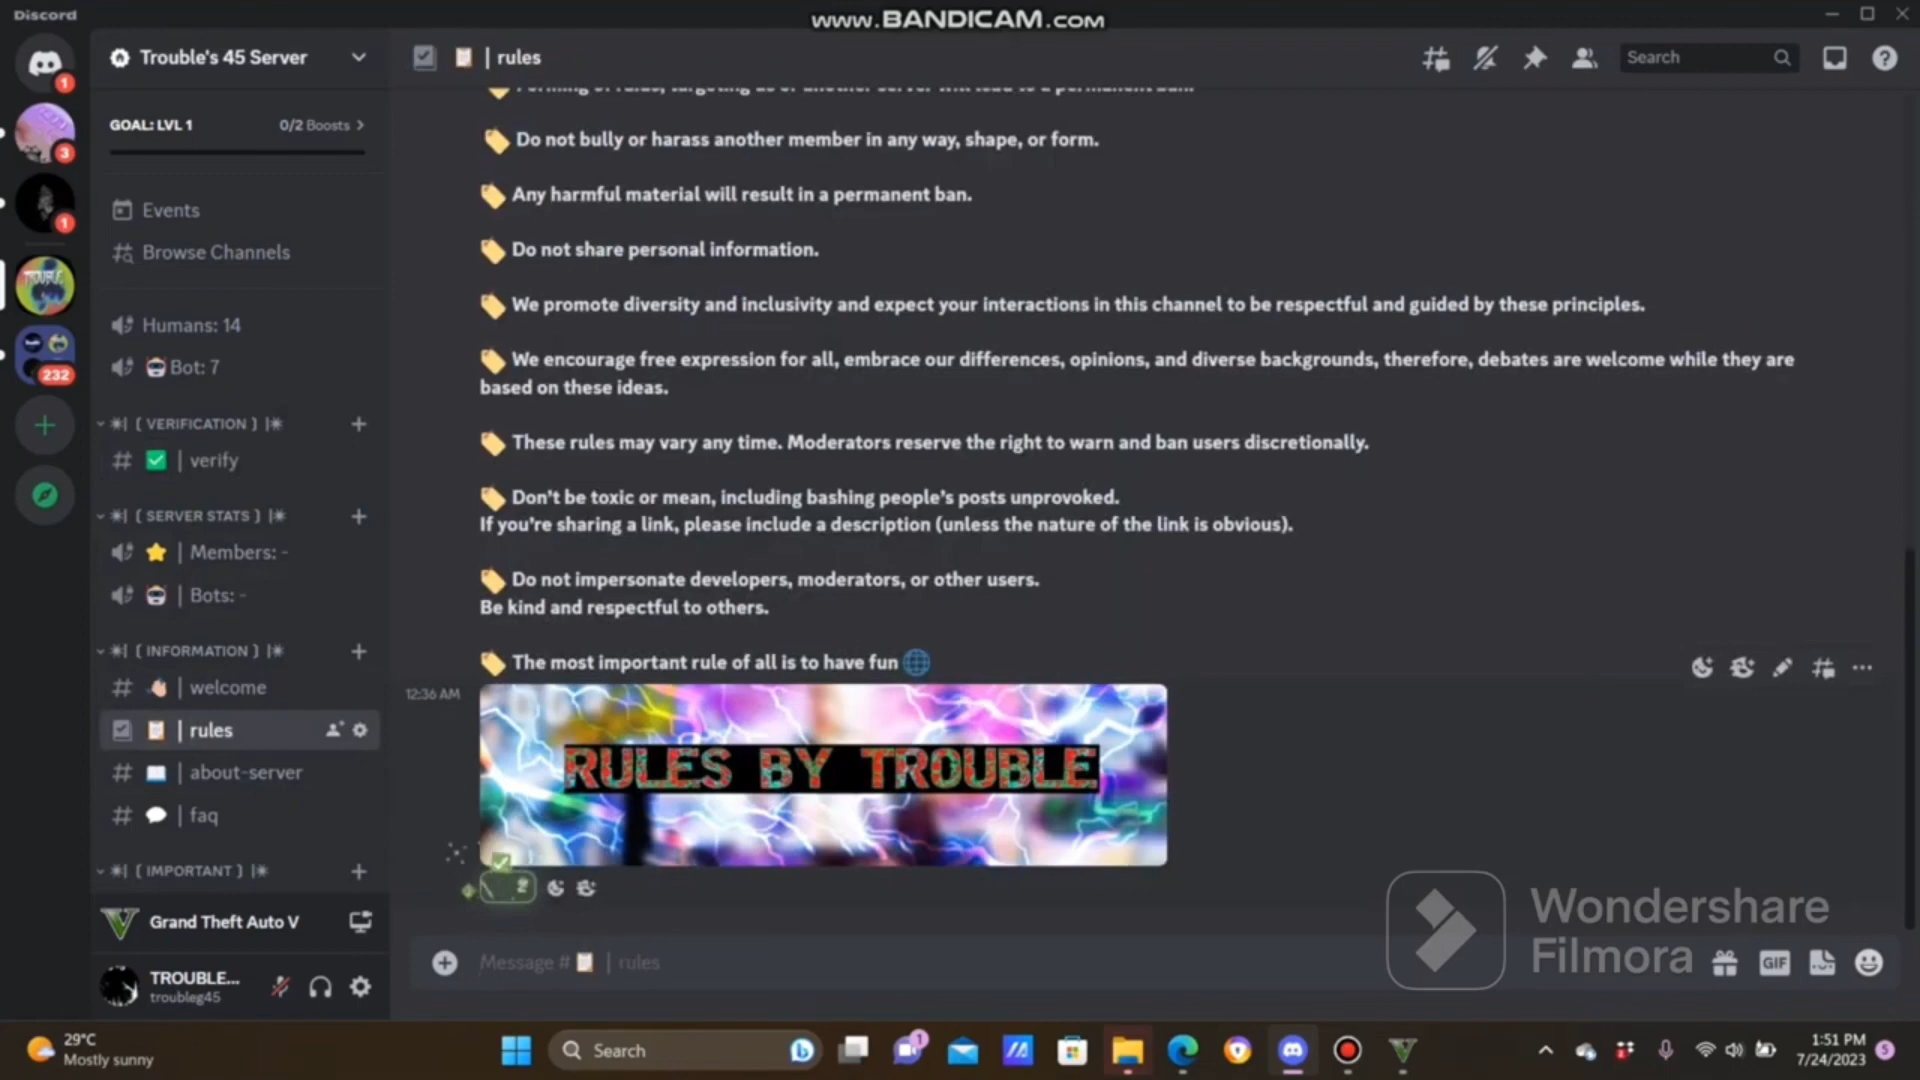 Discord
www.BANDICAM.com
Trouble's 45 Server
| rules
Search
GOAL: LVL 1
0/2 Boosts
Events
Browse Channels
Humans: 14
Bot: 7
[ VERIFICATION ]
| verify
[ SERVER STATS ]
| Members: -
| Bots: -
[ INFORMATION ]
welcome
| rules
| about-server
| faq
[ IMPORTANT ]
Grand Theft Auto V
TROUBLE...
troubleg45
1
3
1
232
Do not bully or harass another member in any way, shape, or form.
Any harmful material will result in a permanent ban.
Do not share personal information.
We promote diversity and inclusivity and expect your interactions in this channel to be respectful and guided by these principles.
We encourage free expression for all, embrace our differences, opinions, and diverse backgrounds, therefore, debates are welcome while they are
based on these ideas.
These rules may vary any time. Moderators reserve the right to warn and ban users discretionally.
Don't be toxic or mean, including bashing people's posts unprovoked.
If you're sharing a link, please include a description (unless the nature of the link is obvious).
Do not impersonate developers, moderators, or other users.
Be kind and respectful to others.
The most important rule of all is to have fun
12:36 AM
RULES BY TROUBLE
Message # | rules
GIF
Wondershare
Filmora
29°C
Mostly sunny
Search
1
1:51 PM
7/24/2023
5